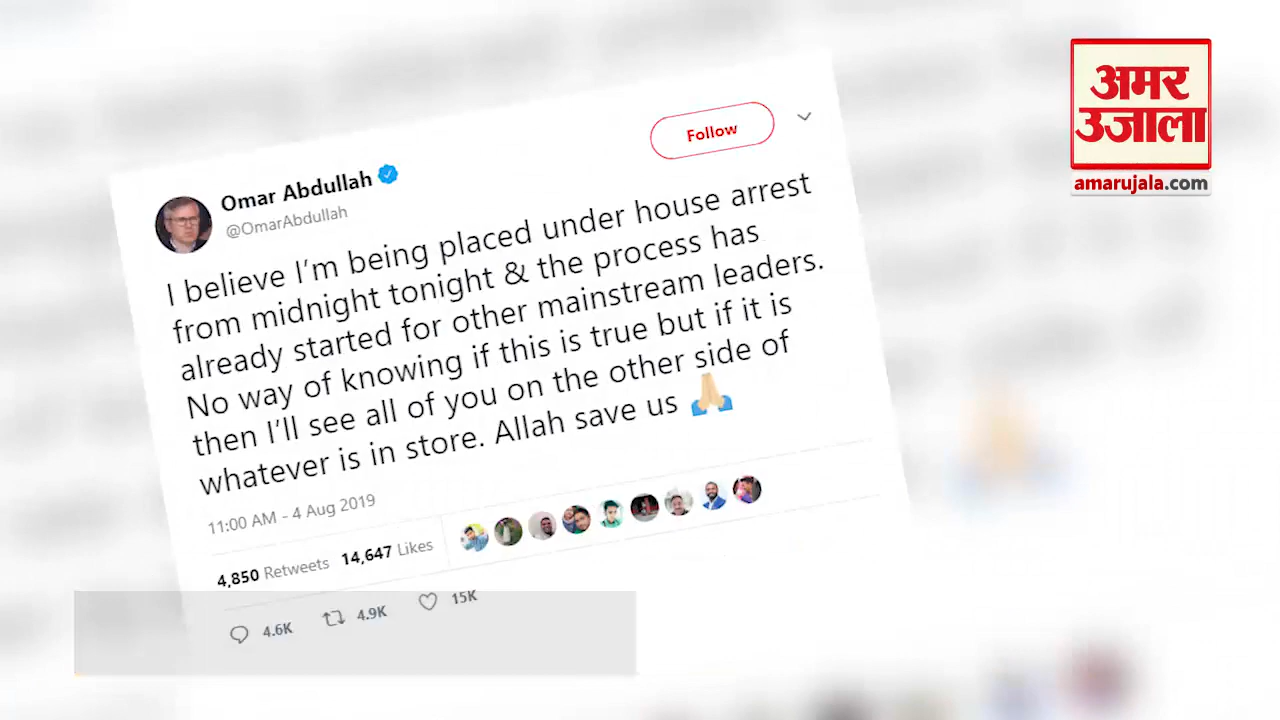 अमर
उजाला
amarujala.com
Follow
Omar Abdullah
@OmarAbdullah
I believe I'm being placed under house arrest
from midnight tonight & the process has
already started for other mainstream leaders.
No way of knowing if this is true but if it is
then I'll see all of you on the other side of
whatever is in store. Allah save us 🙏🏼
11:00 AM - 4 Aug 2019
4,850 Retweets 14,647 Likes
4.6K 4.9K 15K